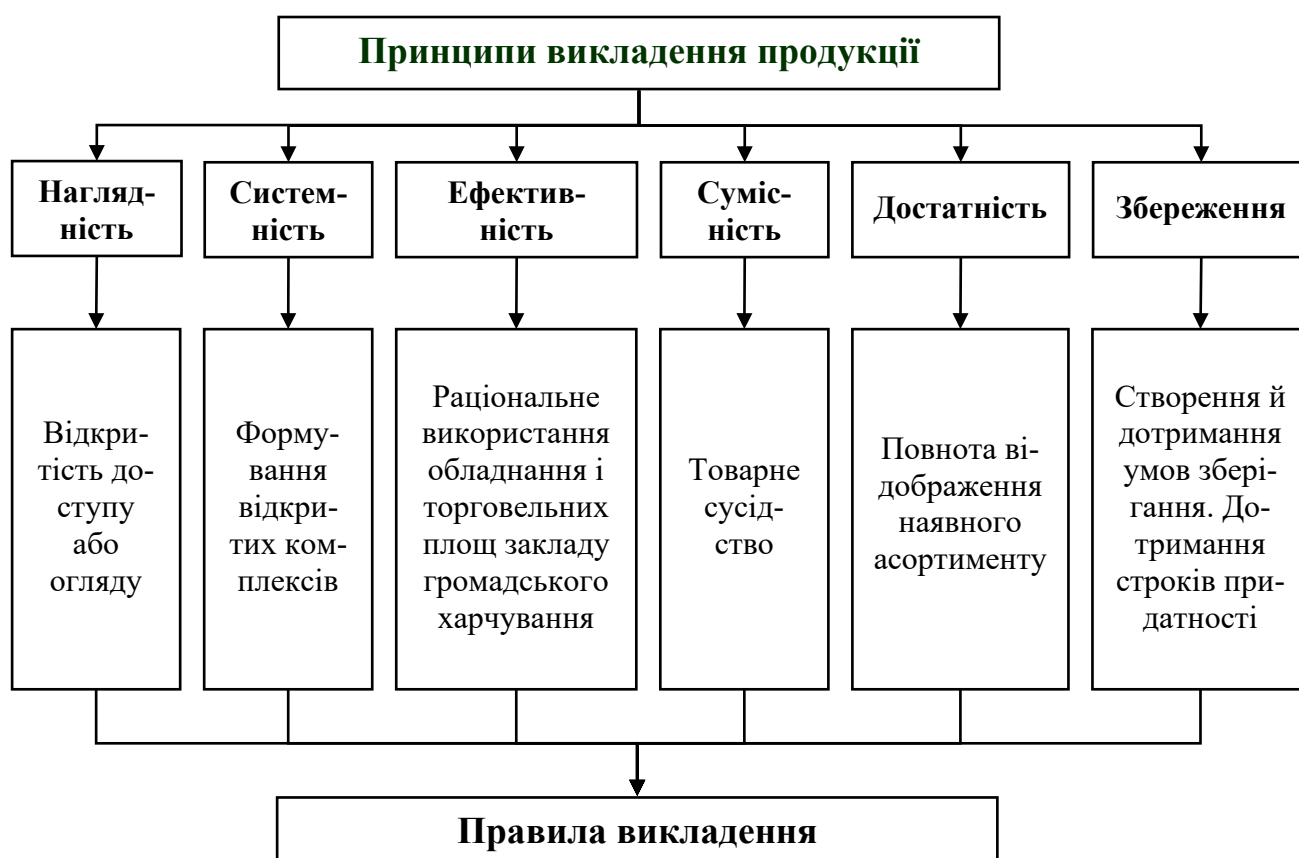 Принципи викладення продукції
Нагляд-
ність
Систем-
ність
Ефектив-
ність
Суміс-
ність
Достатність
Збереження
Відкри-
тість до-
ступу
або
огляду
Форму-
вання
відкри-
тих ком-
плексів
Раціональне
використання
обладнання і
торговельних
площ закладу
громадського
харчування
Товарне
сусід-
ство
Повнота ві-
дображення
наявного
асортименту
Створення й
дотримання
умов збері-
гання. До-
тримання
строків при-
датності
Правила викладення